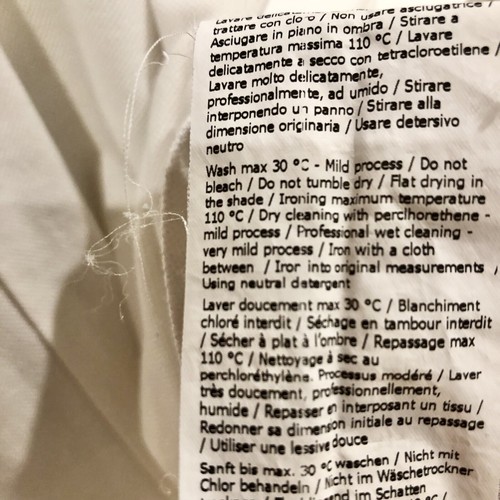 Lavare delicatamente
trattare con cloro / Non usare asciugatrice /
Asciugare in piano in ombra / Stirare a
temperatura massima 110 °C / Lavare
delicatamente a secco con tetracloroetilene /
Lavare molto delicatamente,
professionalmente, ad umido / Stirare
interponendo un panno / Stirare alla
dimensione originaria / Usare detersivo
neutro
Wash max 30 °C - Mild process / Do not
bleach / Do not tumble dry / Flat drying in
the shade / Ironing maximum temperature
110 °C / Dry cleaning with perclhorethene -
mild process / Professional wet cleaning -
very mild process / Iron with a cloth
between / Iron into original measurements /
Using neutral detergent
Laver doucement max 30 °C / Blanchiment
chloré interdit / Séchage en tambour interdit
/ Sécher à plat à l'ombre / Repassage max
110 °C / Nettoyage à sec au
perchloréthylène. Processus modéré / Laver
très doucement, professionnellement,
humide / Repasser en interposant un tissu /
Redonner sa dimension initiale au repassage
/ Utiliser une lessive douce
Sanft bis max. 30 °C waschen / Nicht mit
Chlor behandeln / Nicht im Wäschetrockner
im Schatten